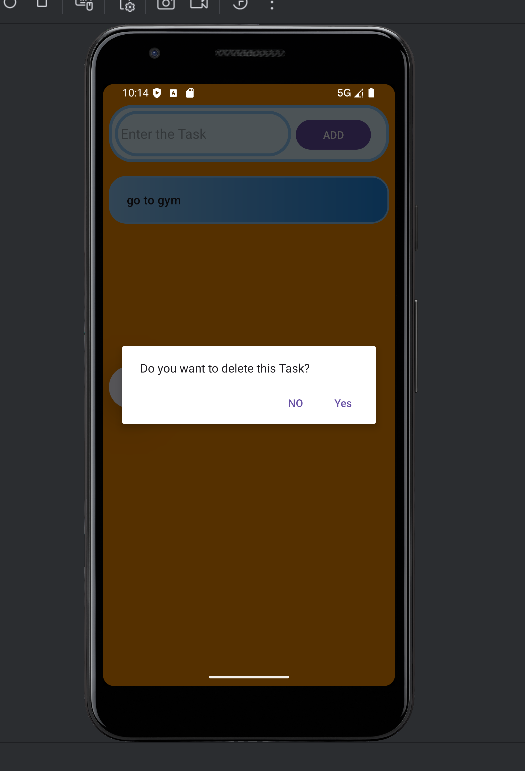 10:14
5G
Enter the Task
ADD
go to gym
Do you want to delete this Task?
NO
Yes